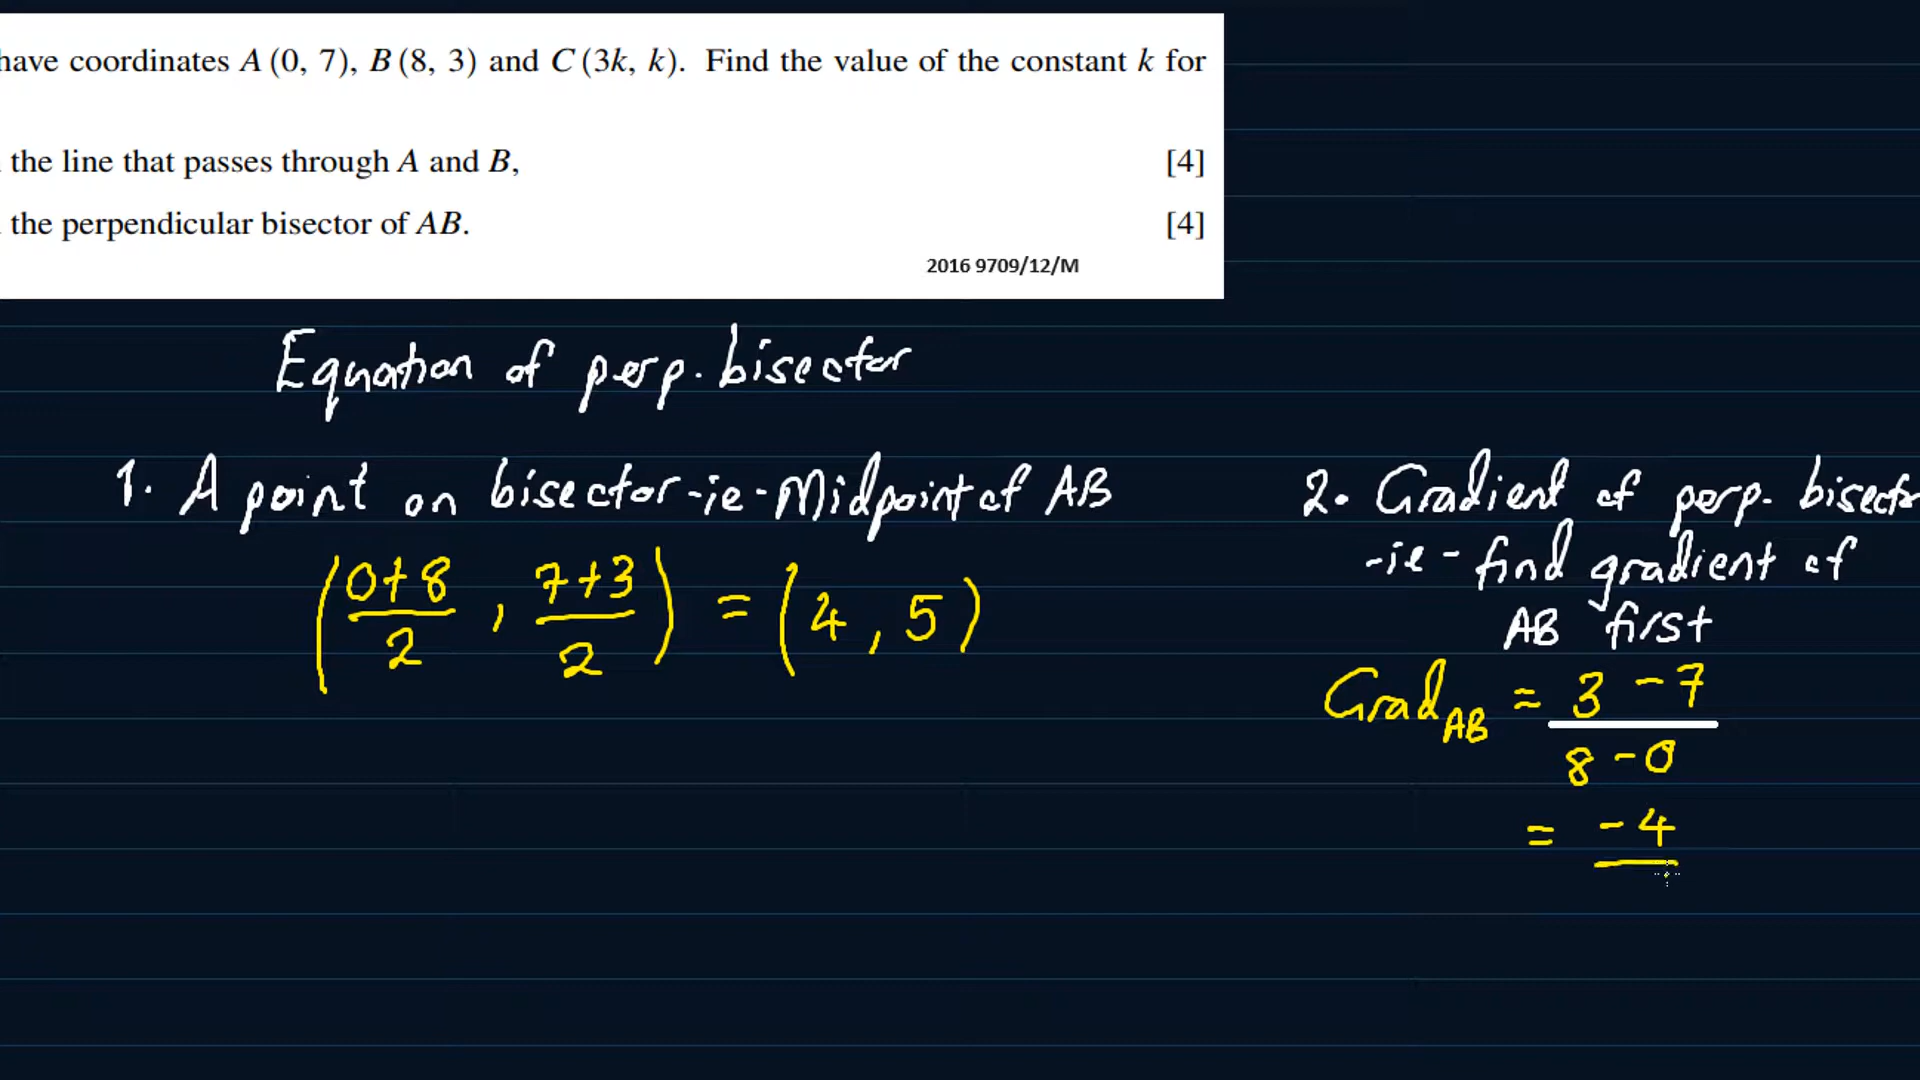 have coordinates A (0, 7), B (8, 3) and C (3k, k). Find the value of the constant k for
the line that passes through A and B, [4]
the perpendicular bisector of AB. [4]
2016 9709/12/M
Equation of perp. bisector
1. A point on bisector -ie- Midpoint of AB
(0+8/2, 7+3/2) = (4, 5)
2. Gradient of perp. bisector
-ie- find gradient of
AB first
Grad AB = 3 - 7
8 - 0
= -4